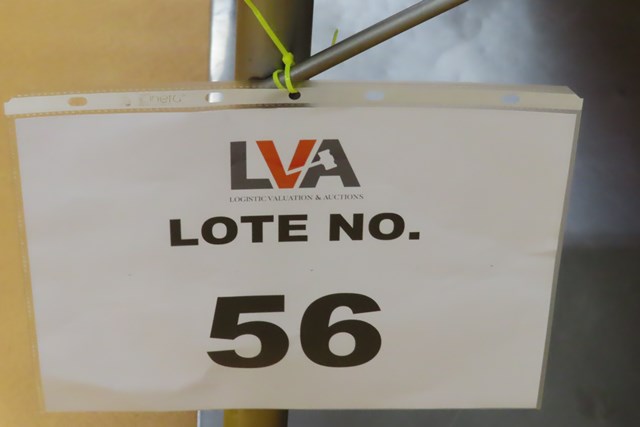 LVA
LOGISTIC VALUATION & AUCTIONS
LOTE NO.
56